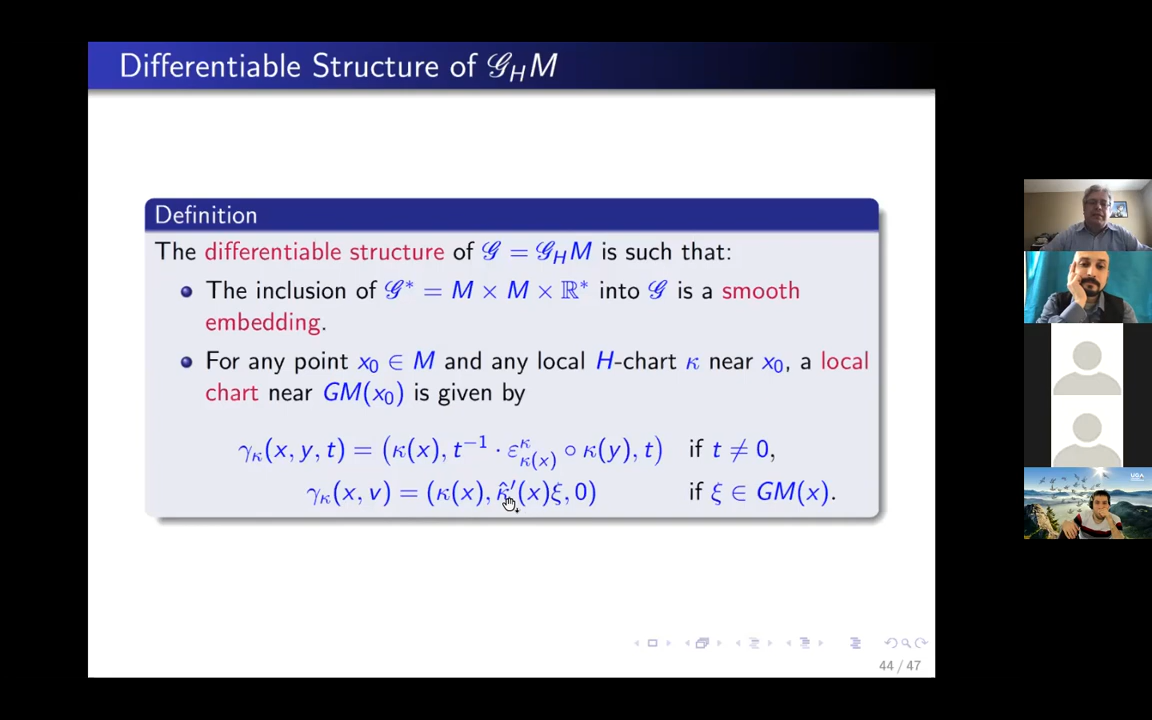 Differentiable Structure of 𝒢_H M
Definition
The differentiable structure of 𝒢 = 𝒢_H M is such that:
The inclusion of 𝒢* = M × M × ℝ* into 𝒢 is a smooth
embedding.
For any point x₀ ∈ M and any local H-chart κ near x₀, a local
chart near GM(x₀) is given by
γ_κ(x, y, t) = (κ(x), t⁻¹ · ε^κ_κ(x) ∘ κ(y), t) if t ≠ 0,
γ_κ(x, v) = (κ(x), κ̂′(x)ξ, 0) if ξ ∈ GM(x).
44 / 47